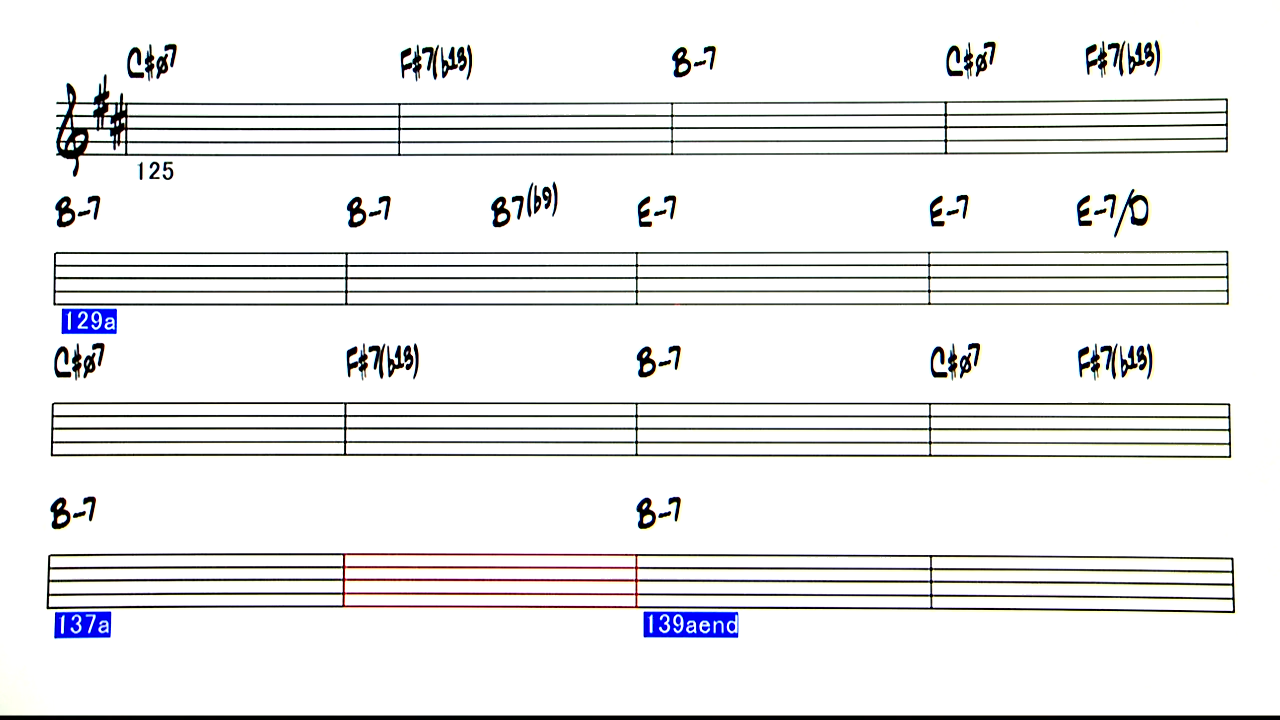 C#ø7 F#7(b13) B-7 C#ø7 F#7(b13)
125
B-7 B-7 B7(b9) E-7 E-7 E-7/D
129a
C#ø7 F#7(b13) B-7 C#ø7 F#7(b13)
B-7 B-7
137a 139aend